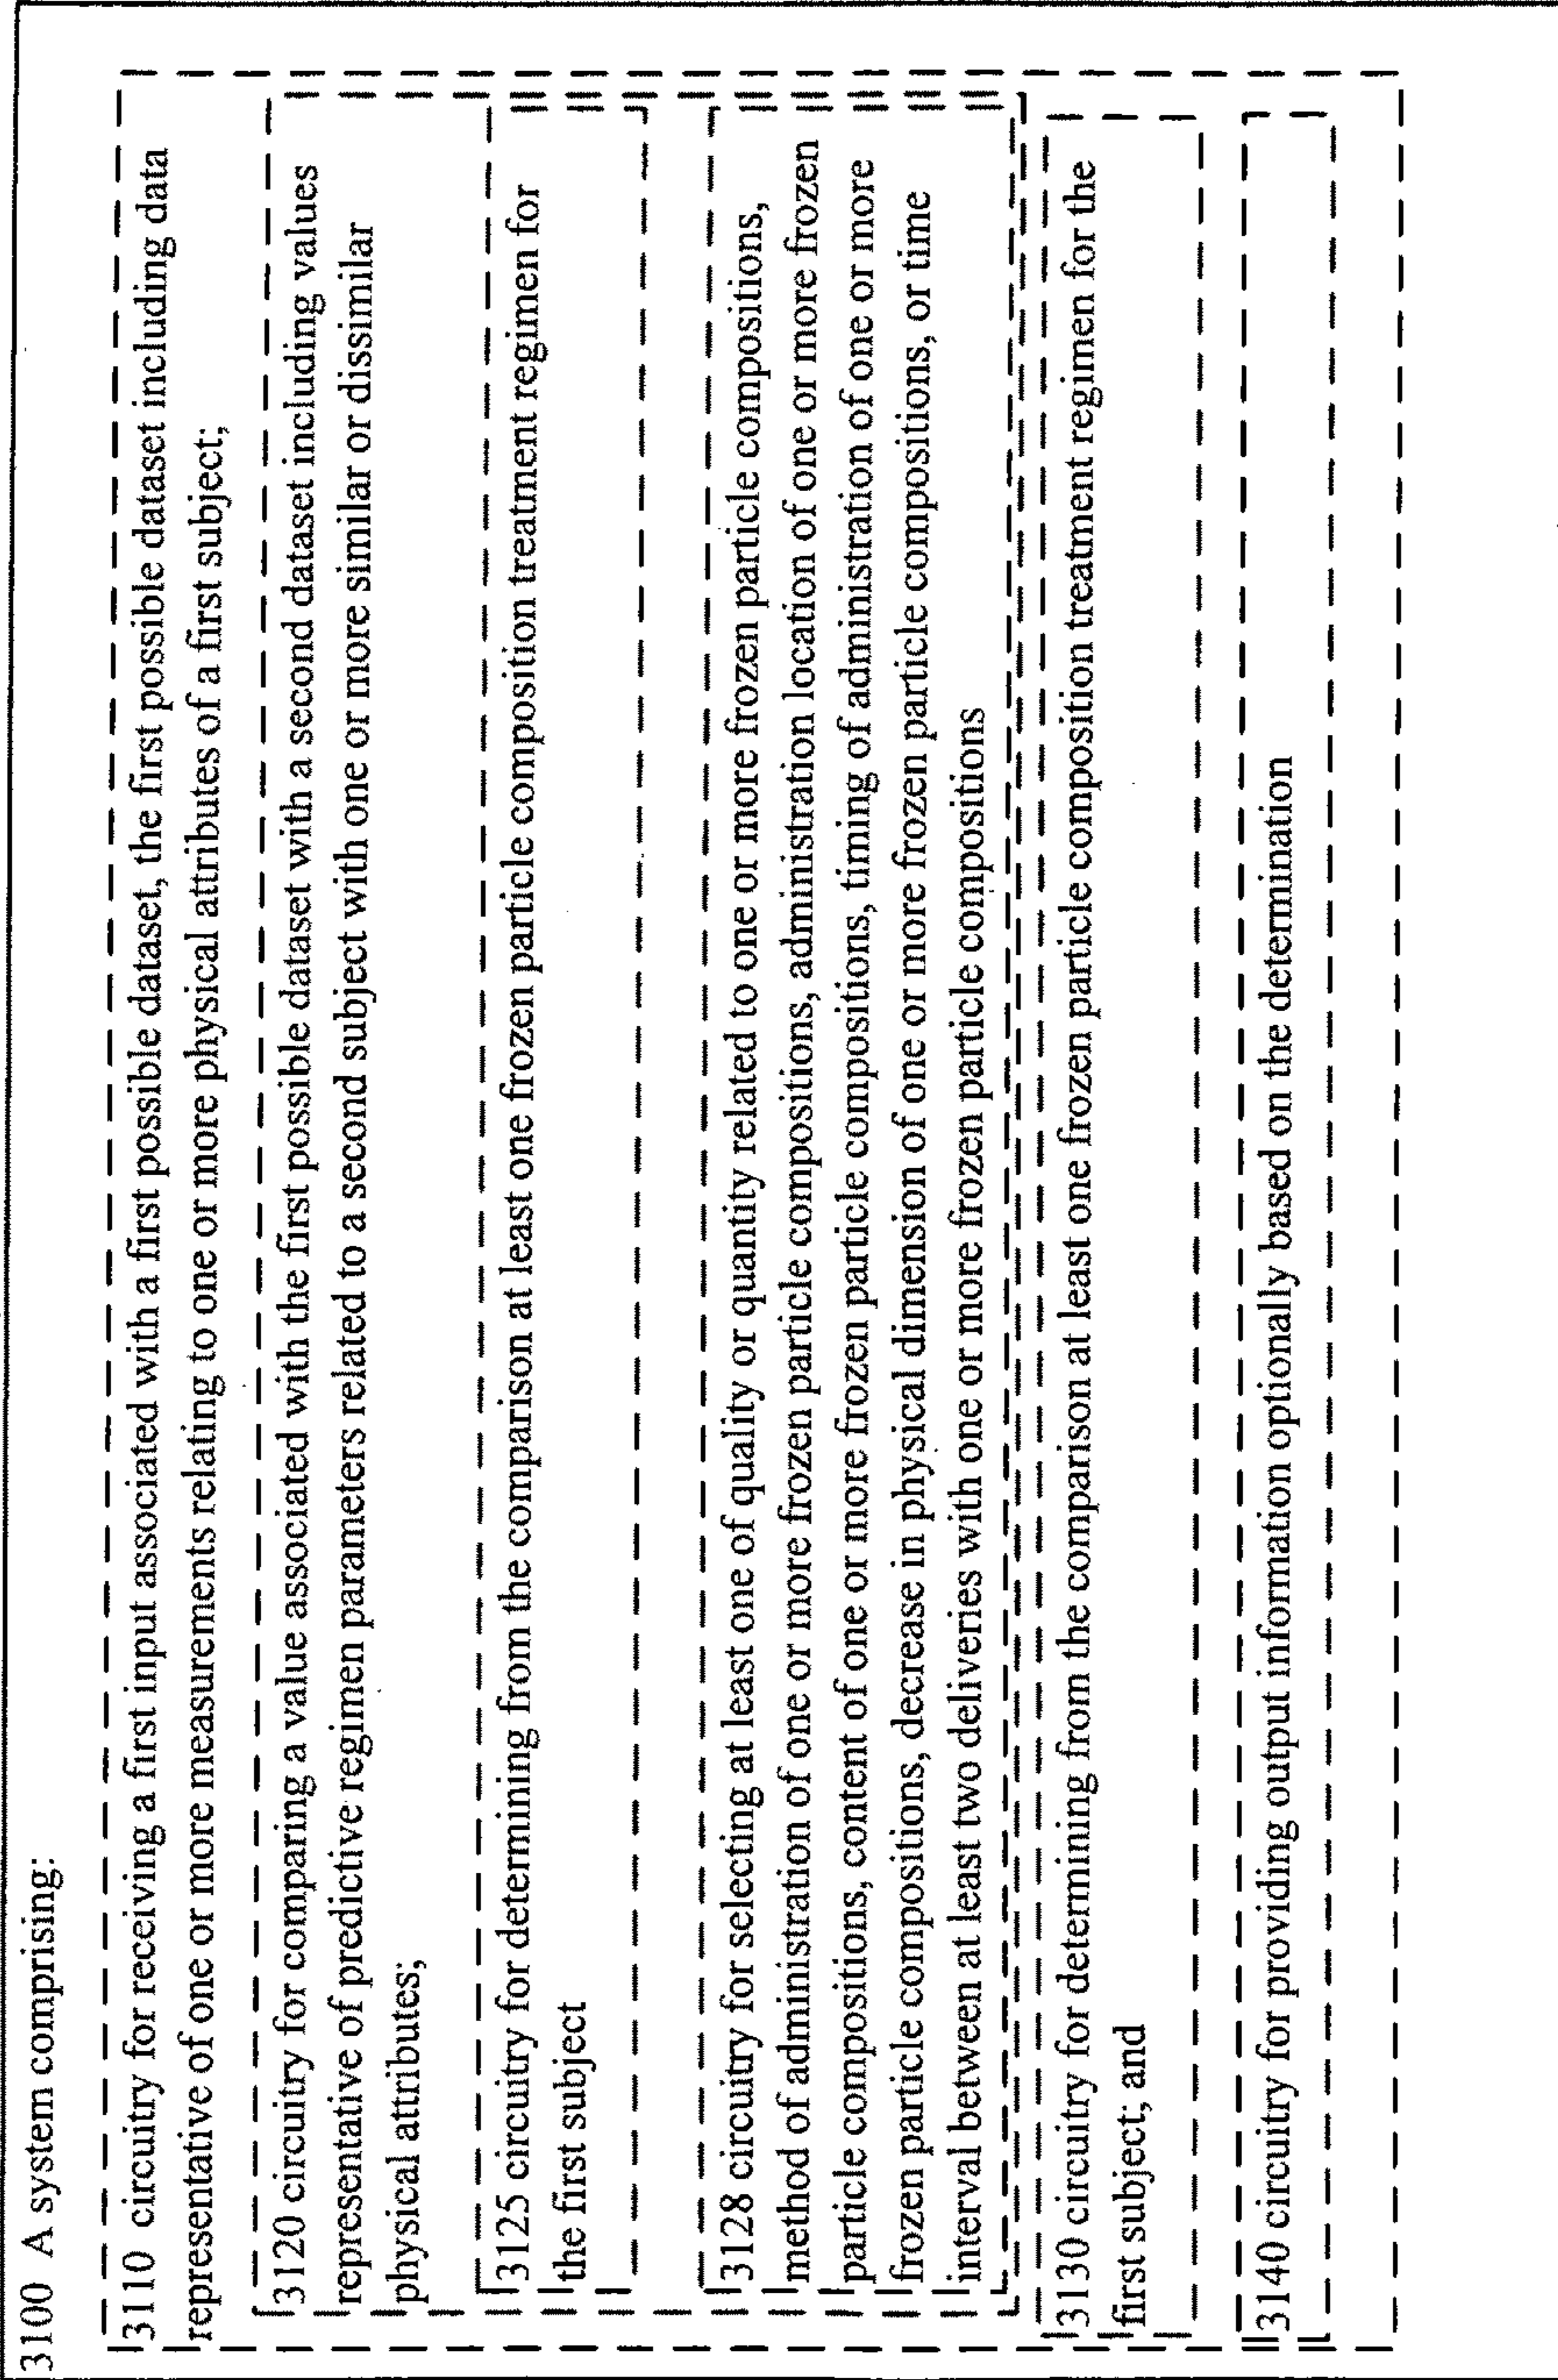 3100 A system comprising:
3110 circuitry for receiving a first input associated with a first possible dataset, the first possible dataset including data
representative of one or more measurements relating to one or more physical attributes of a first subject;
3120 circuitry for comparing a value associated with the first possible dataset with a second dataset including values
representative of predictive regimen parameters related to a second subject with one or more similar or dissimilar
physical attributes;
3125 circuitry for determining from the comparison at least one frozen particle composition treatment regimen for
the first subject
3128 circuitry for selecting at least one of quality or quantity related to one or more frozen particle compositions,
method of administration of one or more frozen particle compositions, administration location of one or more frozen
particle compositions, content of one or more frozen particle compositions, timing of administration of one or more
frozen particle compositions, decrease in physical dimension of one or more frozen particle compositions, or time
interval between at least two deliveries with one or more frozen particle compositions
3130 circuitry for determining from the comparison at least one frozen particle composition treatment regimen for the
first subject; and
3140 circuitry for providing output information optionally based on the determination